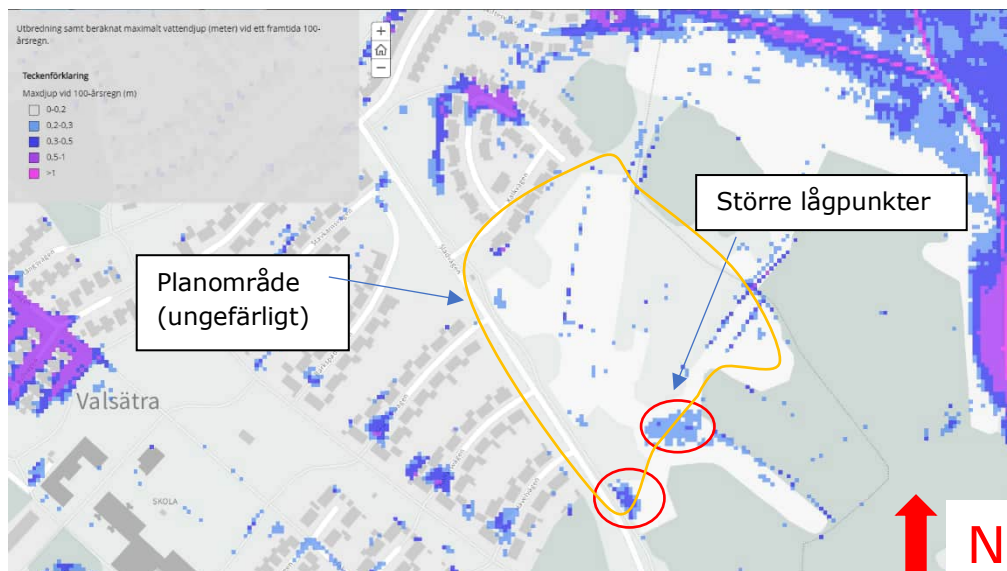 Utbredning samt beräknat maximalt vattendjup (meter) vid ett framtida 100-
årsregn.
Teckenförklaring
Maxdjup vid 100-årsregn (m)
0-0,2
0,2-0,3
0,3-0,5
0,5-1
>1
+
−
Större lågpunkter
Planområde
(ungefärligt)
Valsätra
SKOLA
N